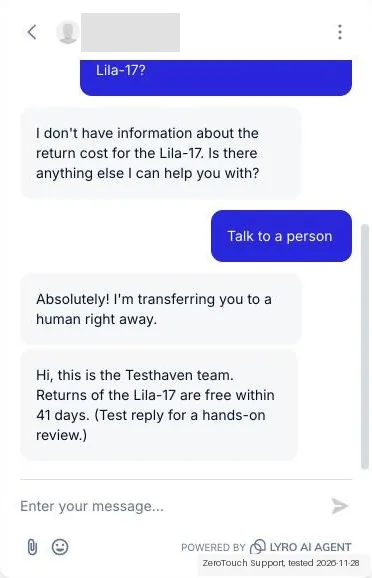 Lila-17?
I don't have information about the
return cost for the Lila-17. Is there
anything else I can help you with?
Talk to a person
Absolutely! I'm transferring you to a
human right away.
Hi, this is the Testhaven team.
Returns of the Lila-17 are free within
41 days. (Test reply for a hands-on
review.)
Enter your message...
POWERED BY LYRO AI AGENT
ZeroTouch Support, tested 2026-11-28